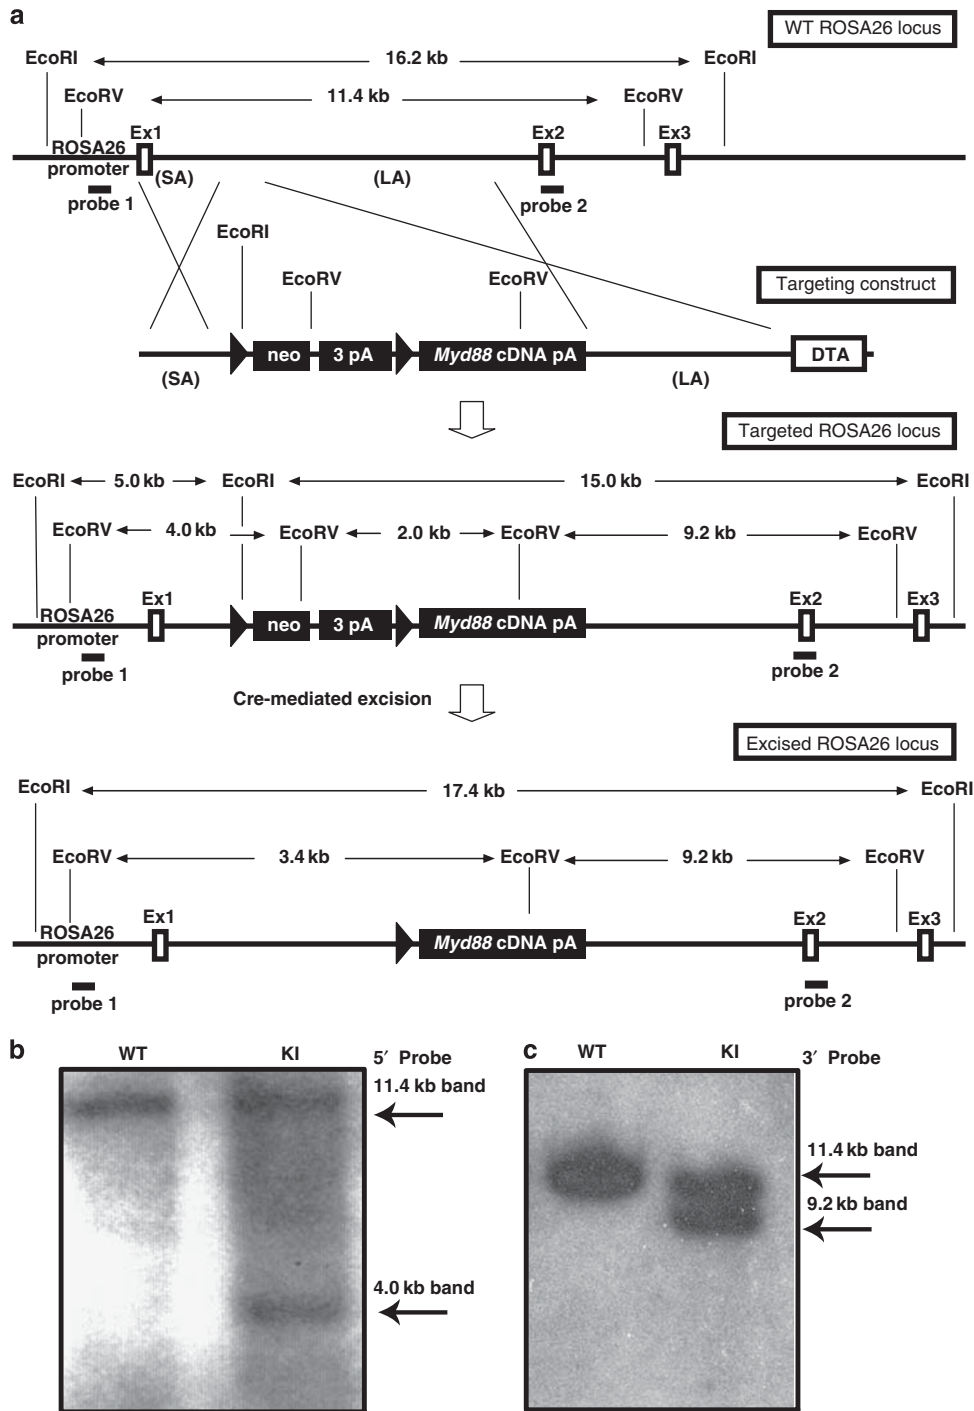 a
WT ROSA26 locus
EcoRI 16.2 kb EcoRI
EcoRV 11.4 kb EcoRV
ROSA26 promoter Ex1 Ex2 Ex3
(SA) (LA)
probe 1 probe 2
EcoRI
EcoRV EcoRV
Targeting construct
neo 3 pA Myd88 cDNA pA DTA
(SA) (LA)
Targeted ROSA26 locus
EcoRI 5.0 kb EcoRI 15.0 kb EcoRI
EcoRV 4.0 kb EcoRV 2.0 kb EcoRV 9.2 kb EcoRV
ROSA26 promoter Ex1 Ex2 Ex3
neo 3 pA Myd88 cDNA pA
probe 1 probe 2
Cre-mediated excision
Excised ROSA26 locus
EcoRI 17.4 kb EcoRI
EcoRV 3.4 kb EcoRV 9.2 kb EcoRV
ROSA26 promoter Ex1 Ex2 Ex3
Myd88 cDNA pA
probe 1 probe 2
b
WT KI 5′ Probe
11.4 kb band
4.0 kb band
c
WT KI 3′ Probe
11.4 kb band
9.2 kb band